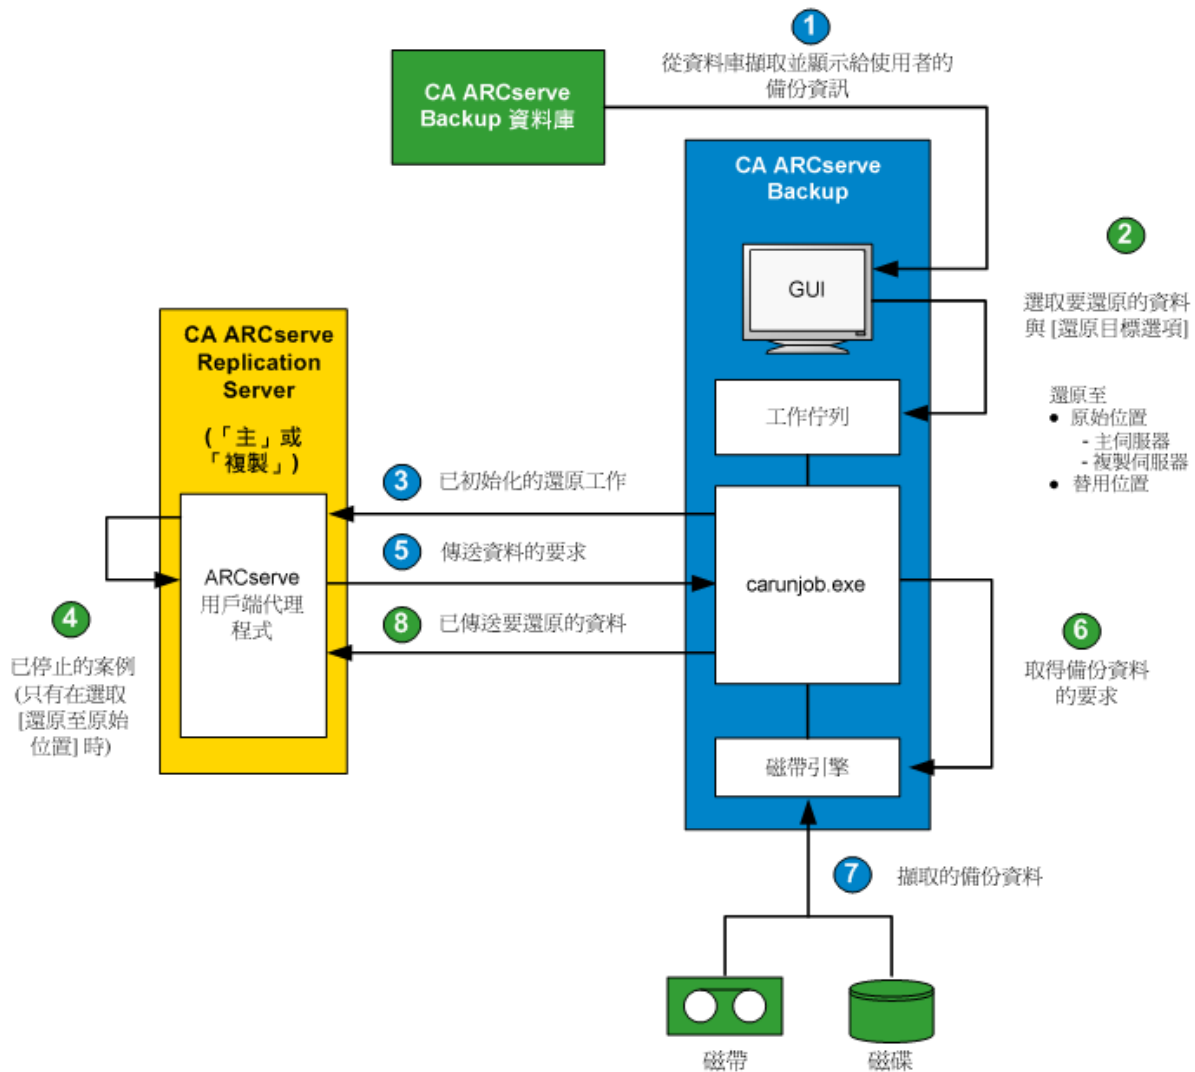 1
從資料庫擷取並顯示給使用者的
備份資訊
CA ARCserve
Backup 資料庫
CA ARCserve
Backup
GUI
2
選取要還原的資料
與 [還原目標選項]
還原至
● 原始位置
- 主伺服器
- 複製伺服器
● 替用位置
工作佇列
CA ARCserve
Replication
Server
(「主」或
「複製」)
3 已初始化的還原工作
5 傳送資料的要求
8 已傳送要還原的資料
ARCserve
用戶端代理
程式
carunjob.exe
4
已停止的案例
(只有在選取
[還原至原始
位置] 時)
6
取得備份資料
的要求
磁帶引擎
7 擷取的備份資料
磁帶
磁碟